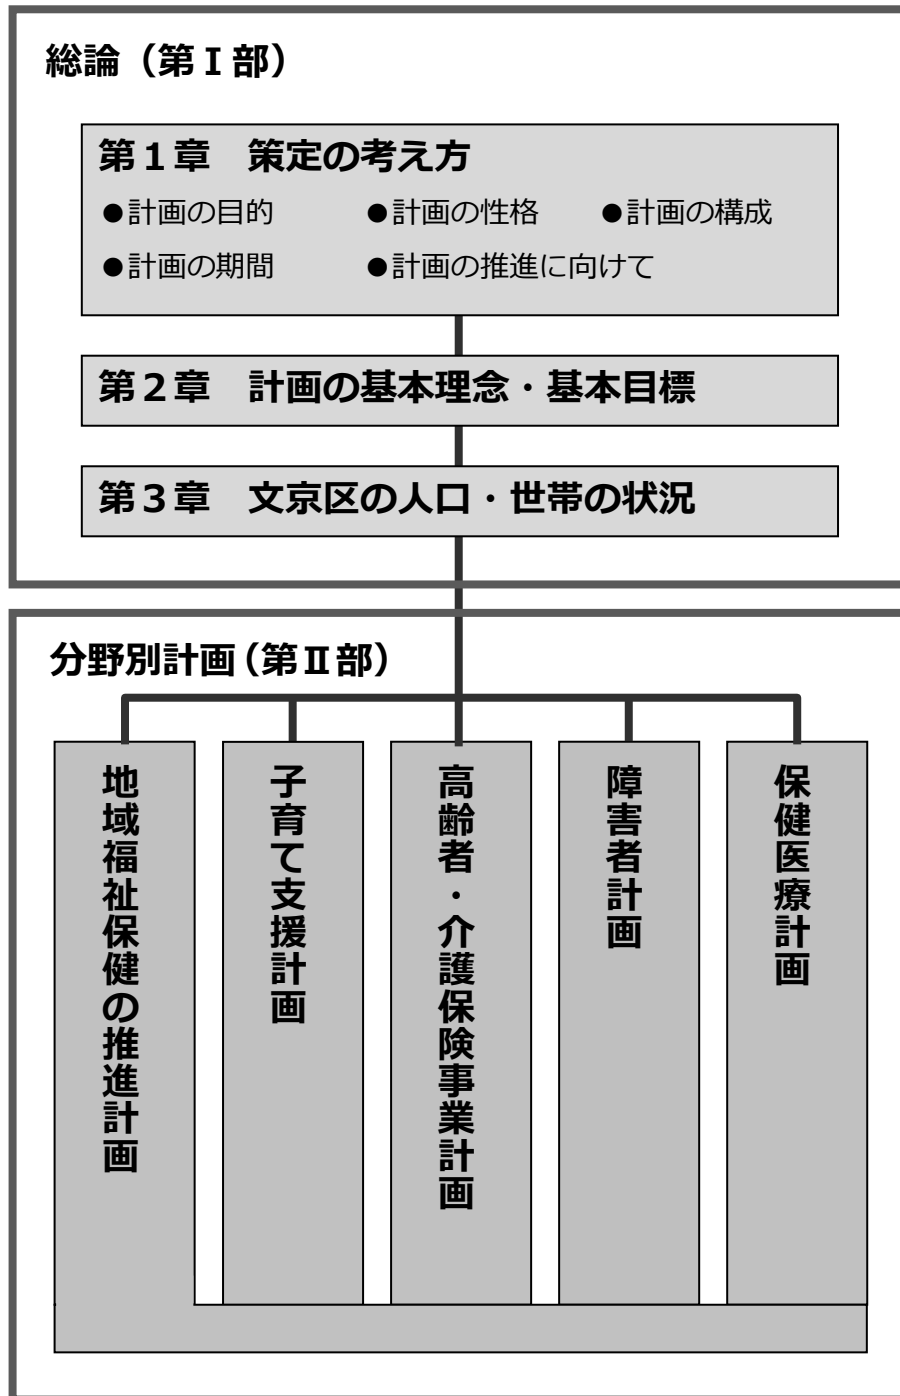 総論（第Ⅰ部）
第１章　策定の考え方
●計画の目的　●計画の性格　●計画の構成
●計画の期間　●計画の推進に向けて
第２章　計画の基本理念・基本目標
第３章　文京区の人口・世帯の状況
分野別計画（第Ⅱ部）
地域福祉保健の推進計画
子育て支援計画
高齢者・介護保険事業計画
障害者計画
保健医療計画